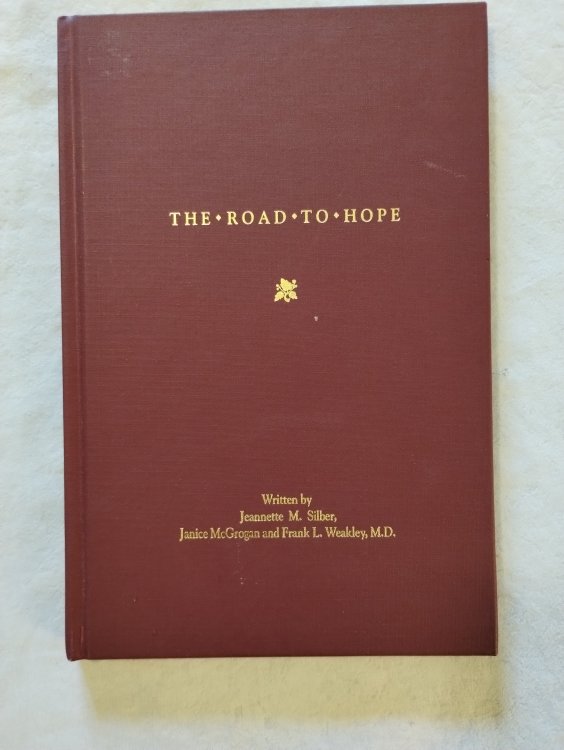 THE⬩ROAD⬩TO⬩HOPE
Written by
Jeannette M. Silber,
Janice McGrogan and Frank L. Weakley, M.D.